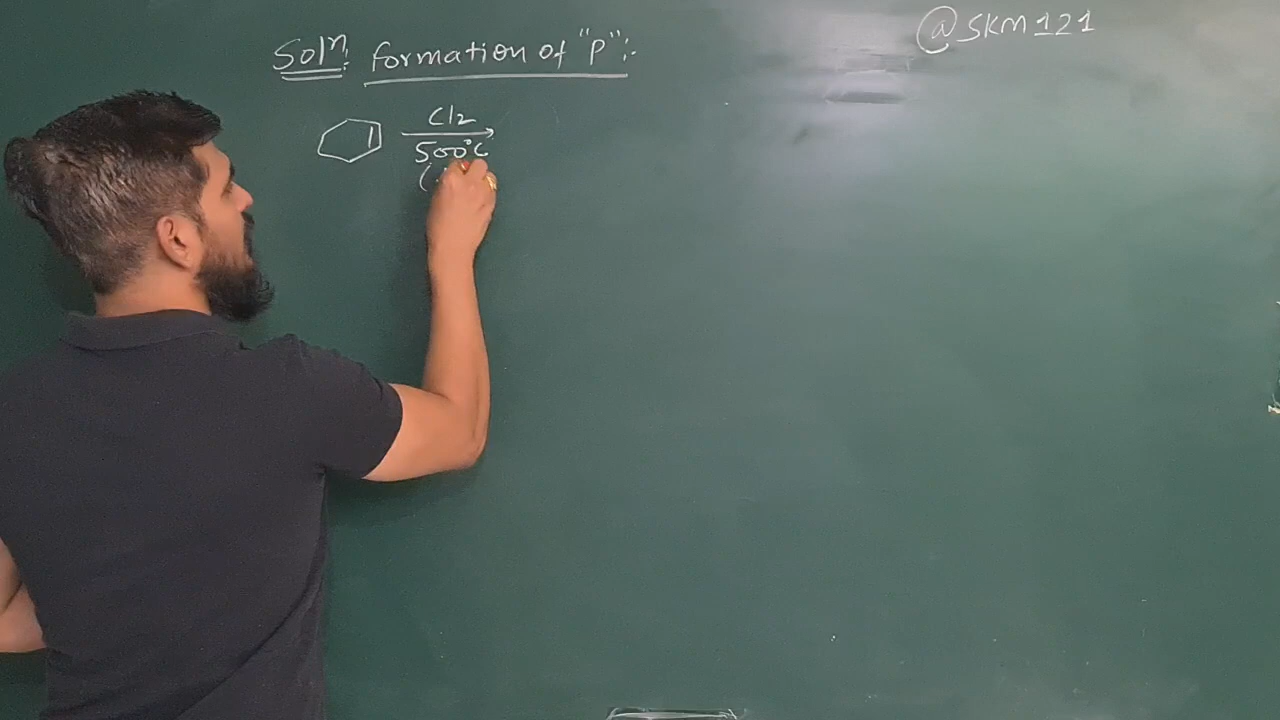 @SKM121
Solⁿ: formation of "P":-
Cl2
500°C
(